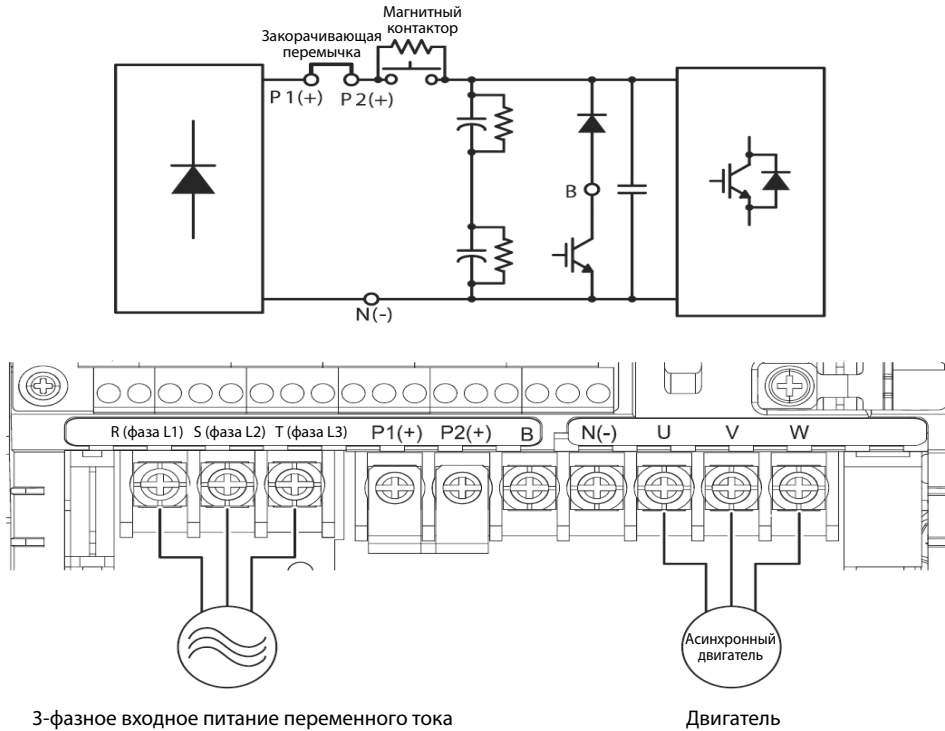 Магнитный
контактор
Закорачивающая
перемычка
P 1(+) P 2(+)
B
N(-)
R (фаза L1) S (фаза L2) T (фаза L3) P1(+) P2(+) B N(-) U V W
Асинхронный
двигатель
3-фазное входное питание переменного тока Двигатель